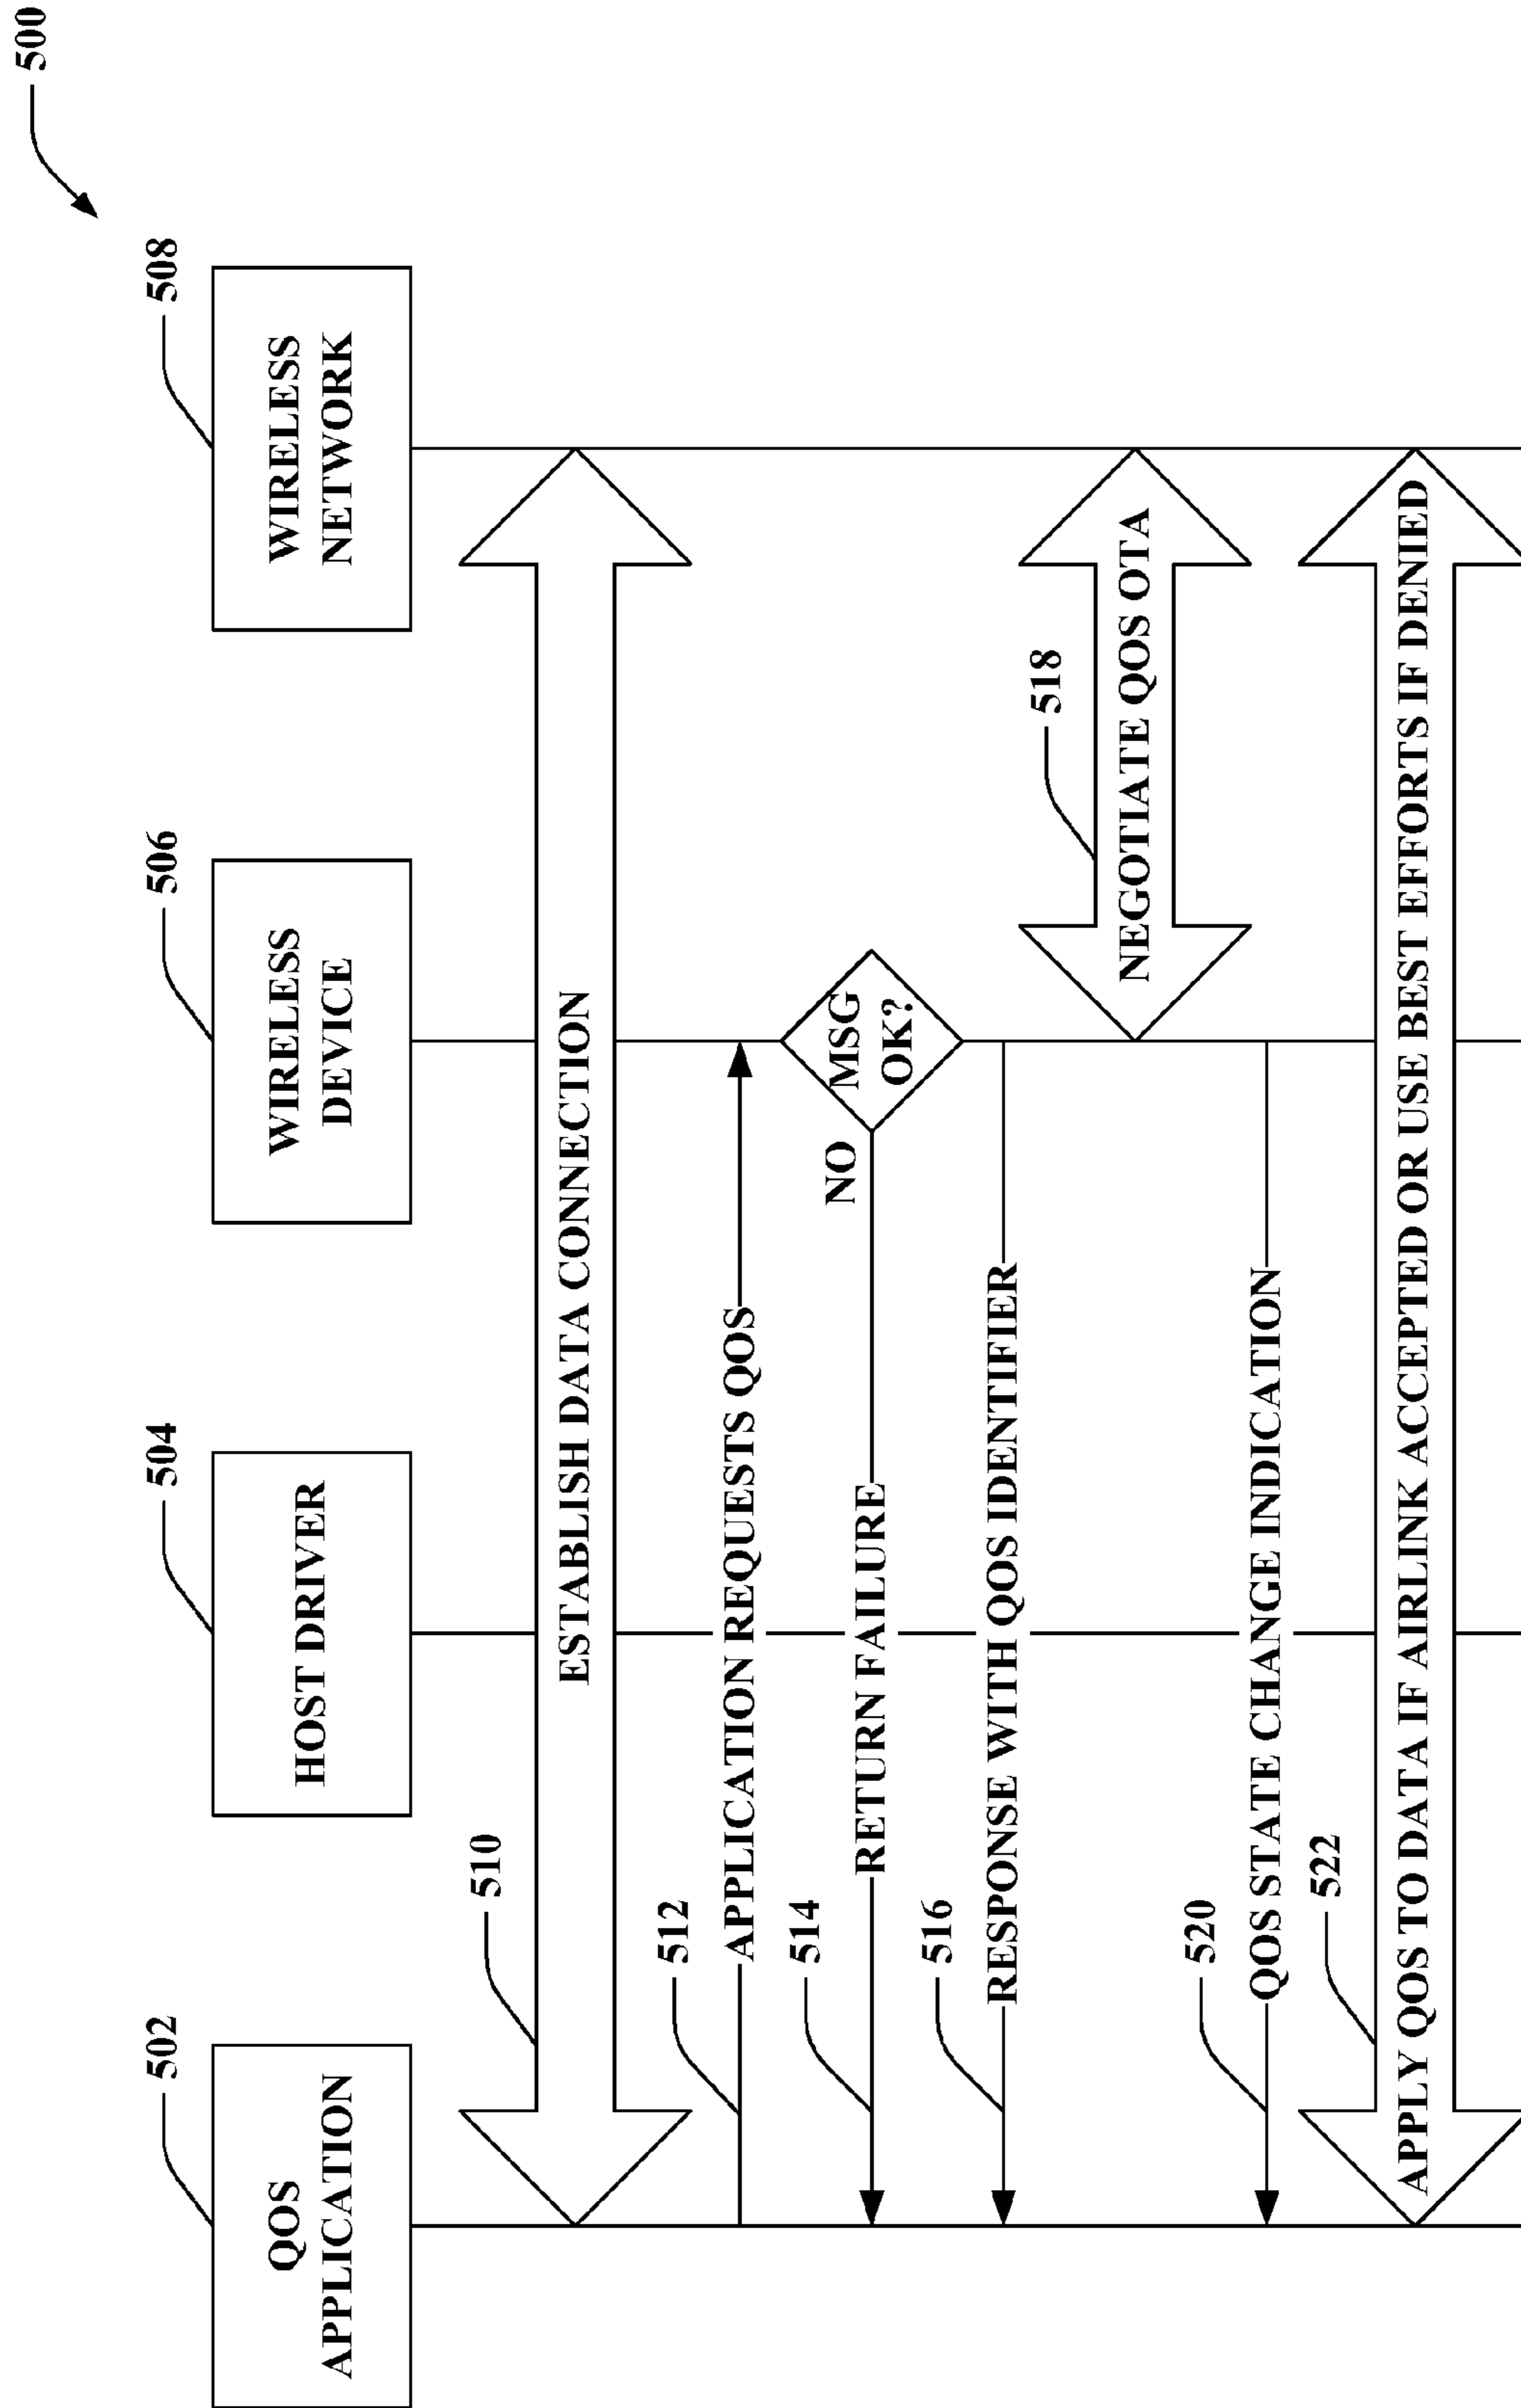 500
502
504
506
508
QOS
APPLICATION
HOST DRIVER
WIRELESS
DEVICE
WIRELESS
NETWORK
510
ESTABLISH DATA CONNECTION
512
APPLICATION REQUESTS QOS
514
RETURN FAILURE
NO
MSG
OK?
516
RESPONSE WITH QOS IDENTIFIER
518
NEGOTIATE QOS OTA
520
QOS STATE CHANGE INDICATION
522
APPLY QOS TO DATA IF AIRLINK ACCEPTED OR USE BEST EFFORTS IF DENIED